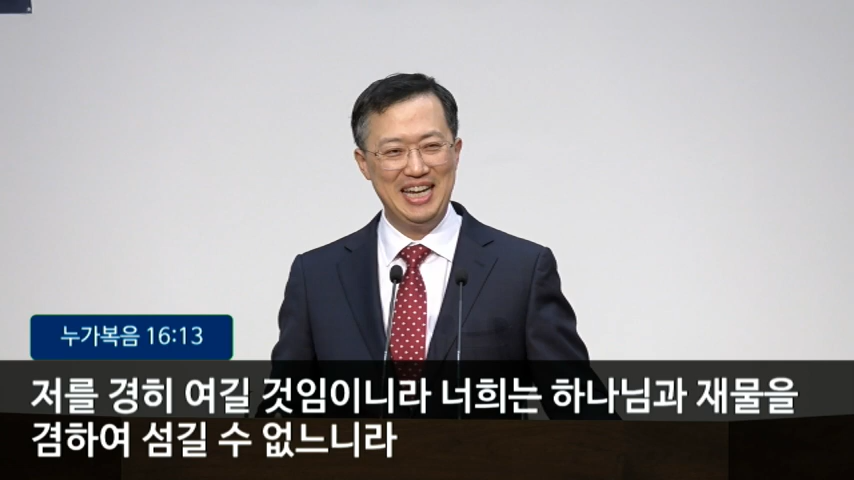 누가복음 16:13
저를 경히 여길 것임이니라 너희는 하나님과 재물을
겸하여 섬길 수 없느니라